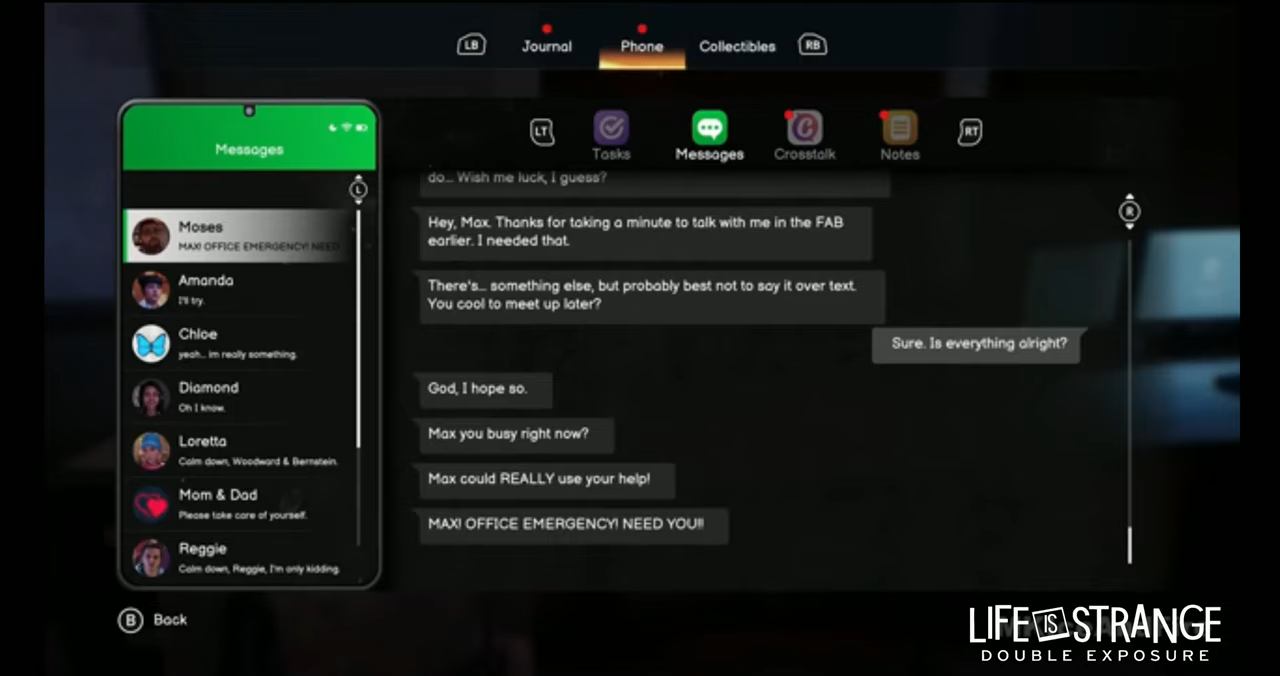 LB Journal Phone Collectibles RB
Messages
LT Tasks Messages Crosstalk Notes RT
L
Moses
MAX! OFFICE EMERGENCY! NEED
Amanda
I'll try.
Chloe
yeah... im really something.
Diamond
Oh I know.
Loretta
Calm down, Woodward & Bernstein.
Mom & Dad
Please take care of yourself.
Reggie
Calm down, Reggie, I'm only kidding.
do... Wish me luck, I guess?
R
Hey, Max. Thanks for taking a minute to talk with me in the FAB
earlier. I needed that.
There's... something else, but probably best not to say it over text.
You cool to meet up later?
Sure. Is everything alright?
God, I hope so.
Max you busy right now?
Max could REALLY use your help!
MAX! OFFICE EMERGENCY! NEED YOU!!
B Back
LIFE IS STRANGE
DOUBLE EXPOSURE